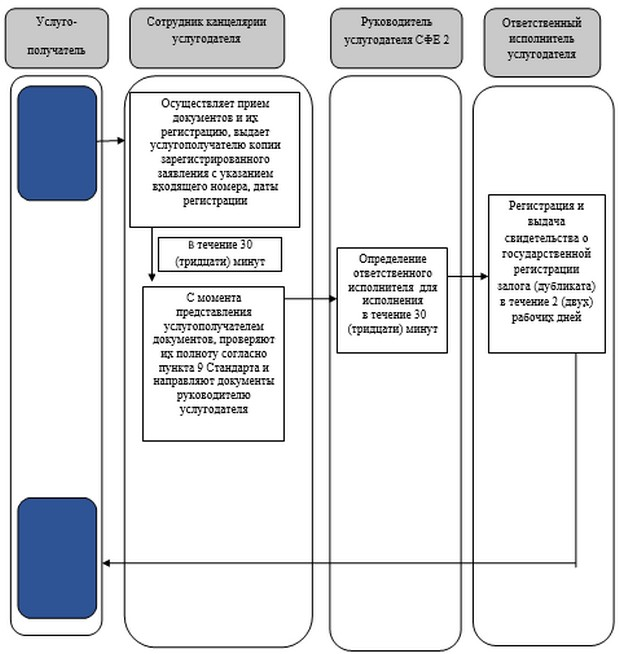 Услуго-
получатель
Сотрудник канцелярии
услугодателя
Руководитель
услугодателя СФЕ 2
Ответственный
исполнитель
услугодателя
Осуществляет прием
документов и их
регистрацию, выдает
услугополучателю копии
зарегистрированного
заявления с указанием
входящего номера, даты
регистрации
в течение 30
(тридцати) минут
С момента
представления
услугополучателем
документов, проверяют
их полноту согласно
пункта 9 Стандарта и
направляют документы
руководителю
услугодателя
Определение
ответственного
исполнителя для
исполнения
в течение 30
(тридцати) минут
Регистрация и
выдача
свидетельства о
государственной
регистрации
залога (дубликата)
в течение 2 (двух)
рабочих дней